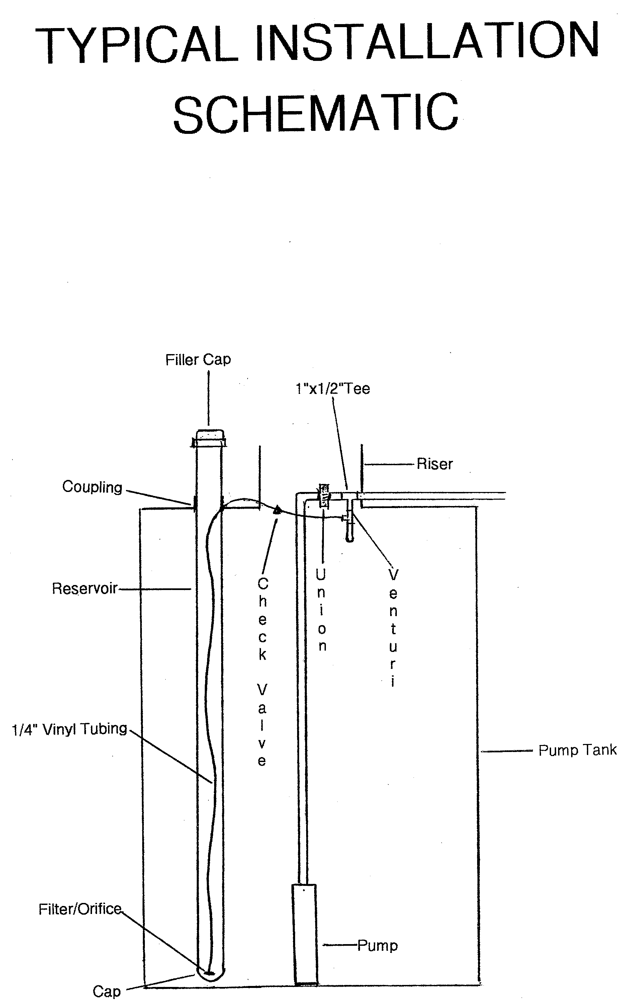 TYPICAL INSTALLATION
SCHEMATIC
Filler Cap
1"x1/2"Tee
Riser
Coupling
Reservoir
Check Valve
Union
Venturi
1/4" Vinyl Tubing
Pump Tank
Filter/Orifice
Pump
Cap